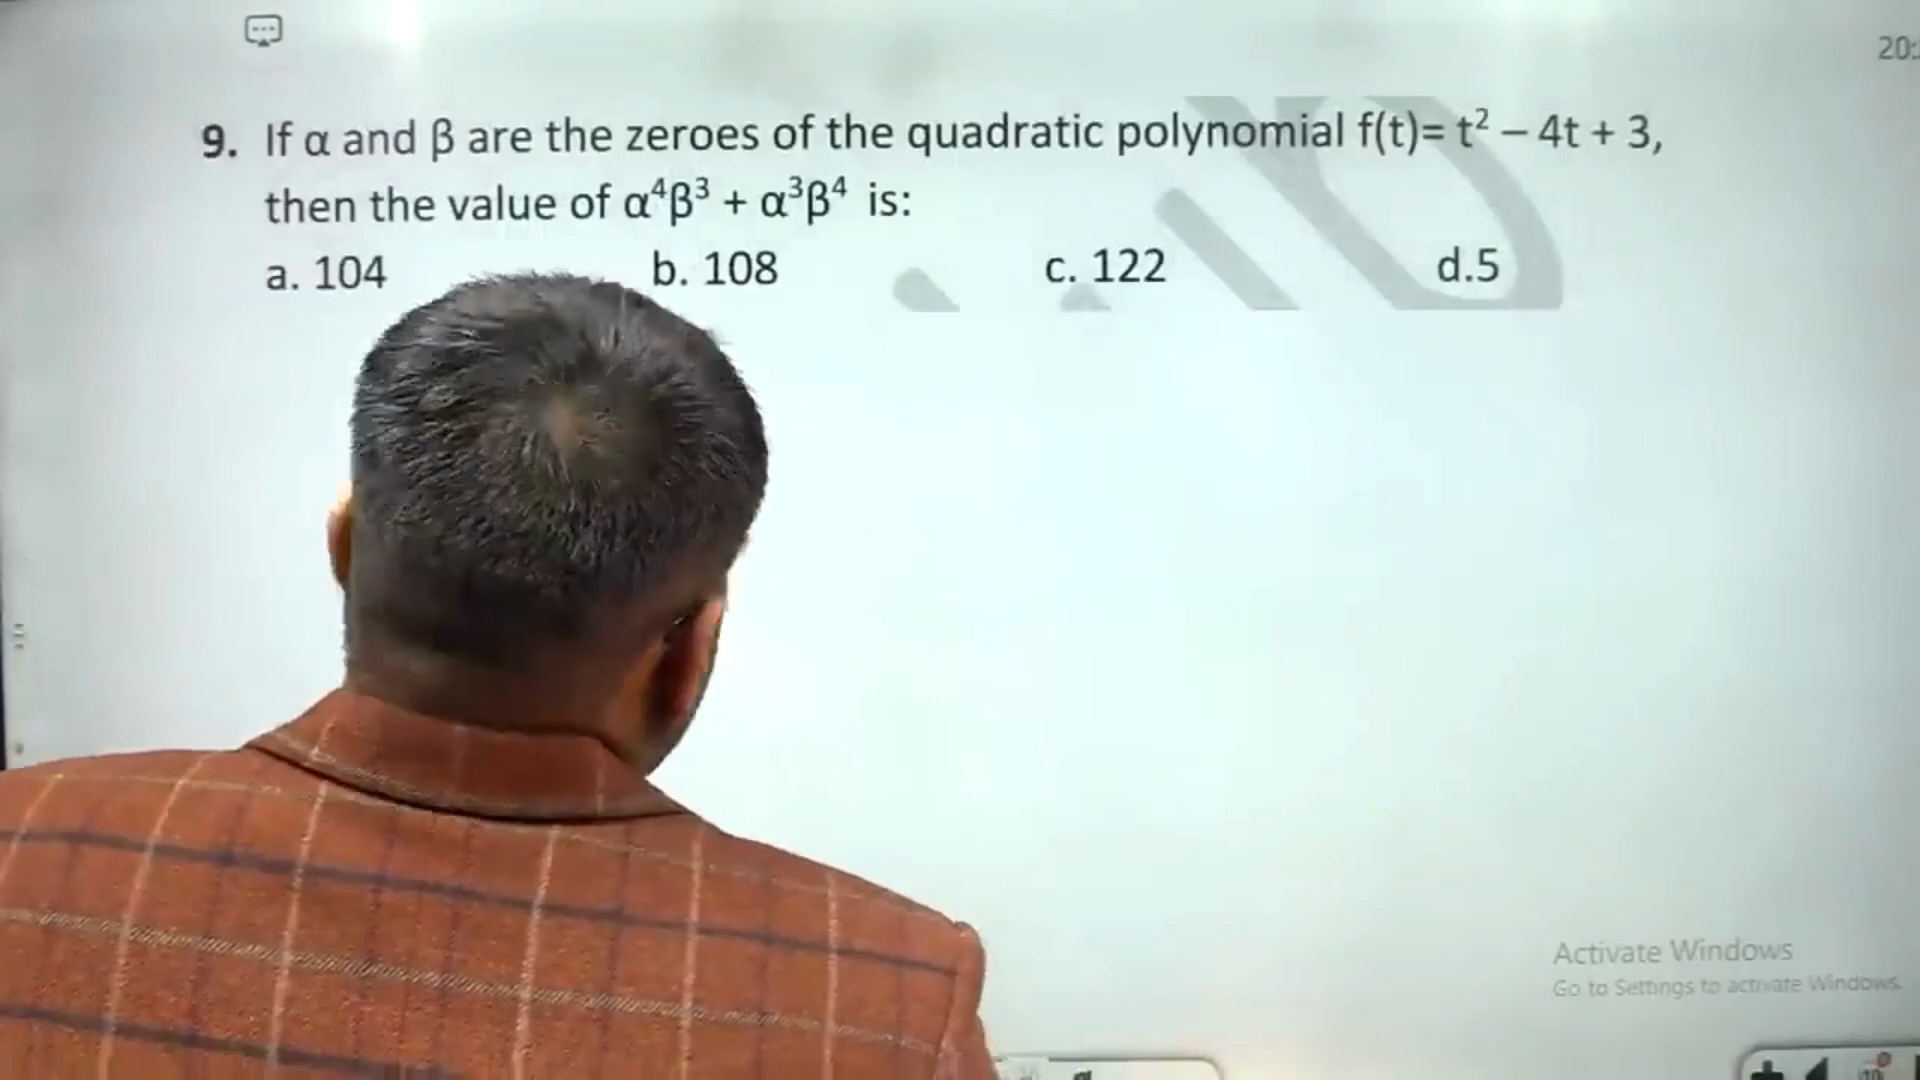 20:
9. If α and β are the zeroes of the quadratic polynomial f(t)= t² – 4t + 3,
then the value of α⁴β³ + α³β⁴ is:
a. 104 b. 108 c. 122 d.5
Activate Windows
Go to Settings to activate Windows.